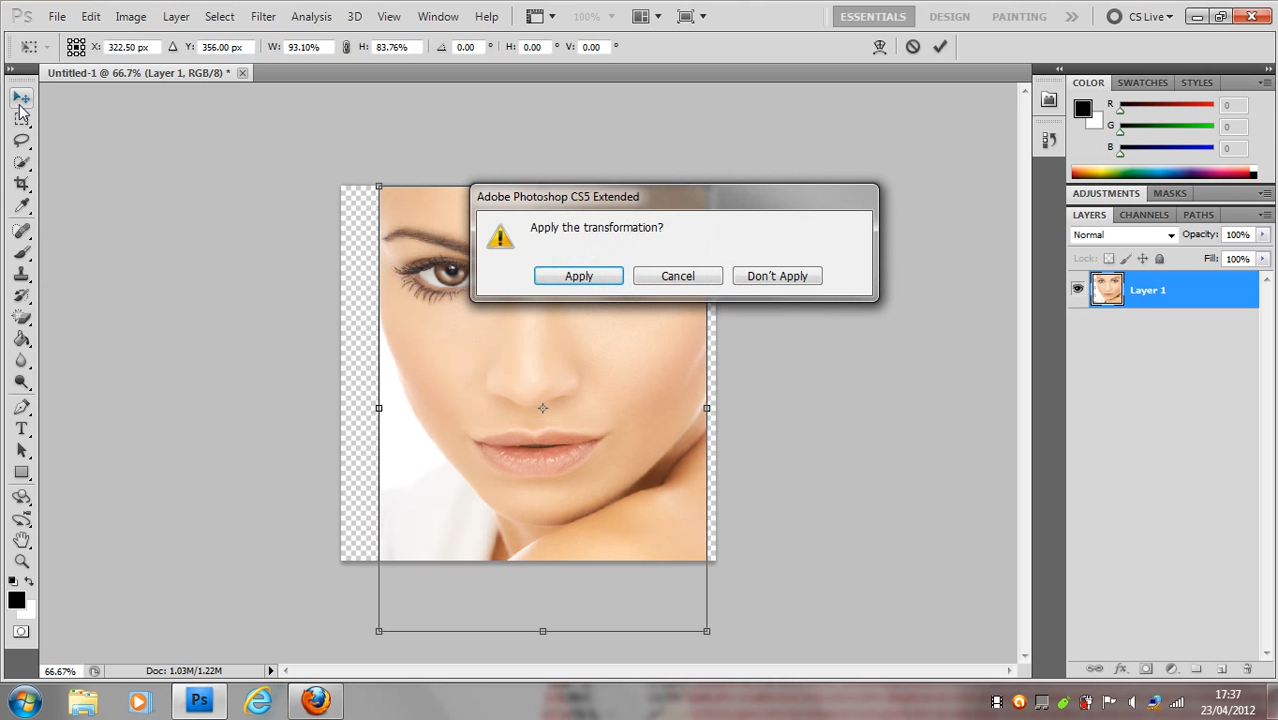 Ps File Edit Image Layer Select Filter Analysis 3D View Window Help 100% ESSENTIALS DESIGN PAINTING CS Live
X: 322.50 px Y: 356.00 px W: 93.10% H: 83.76% 0.00 ° H: 0.00 ° V: 0.00 °
Untitled-1 @ 66.7% (Layer 1, RGB/8) *
COLOR SWATCHES STYLES
R 0
G 0
B 0
Adobe Photoshop CS5 Extended
Apply the transformation?
Apply Cancel Don't Apply
ADJUSTMENTS MASKS
LAYERS CHANNELS PATHS
Normal Opacity: 100%
Lock: Fill: 100%
Layer 1
T
66.67% Doc: 1.03M/1.22M
Ps
17:37
23/04/2012